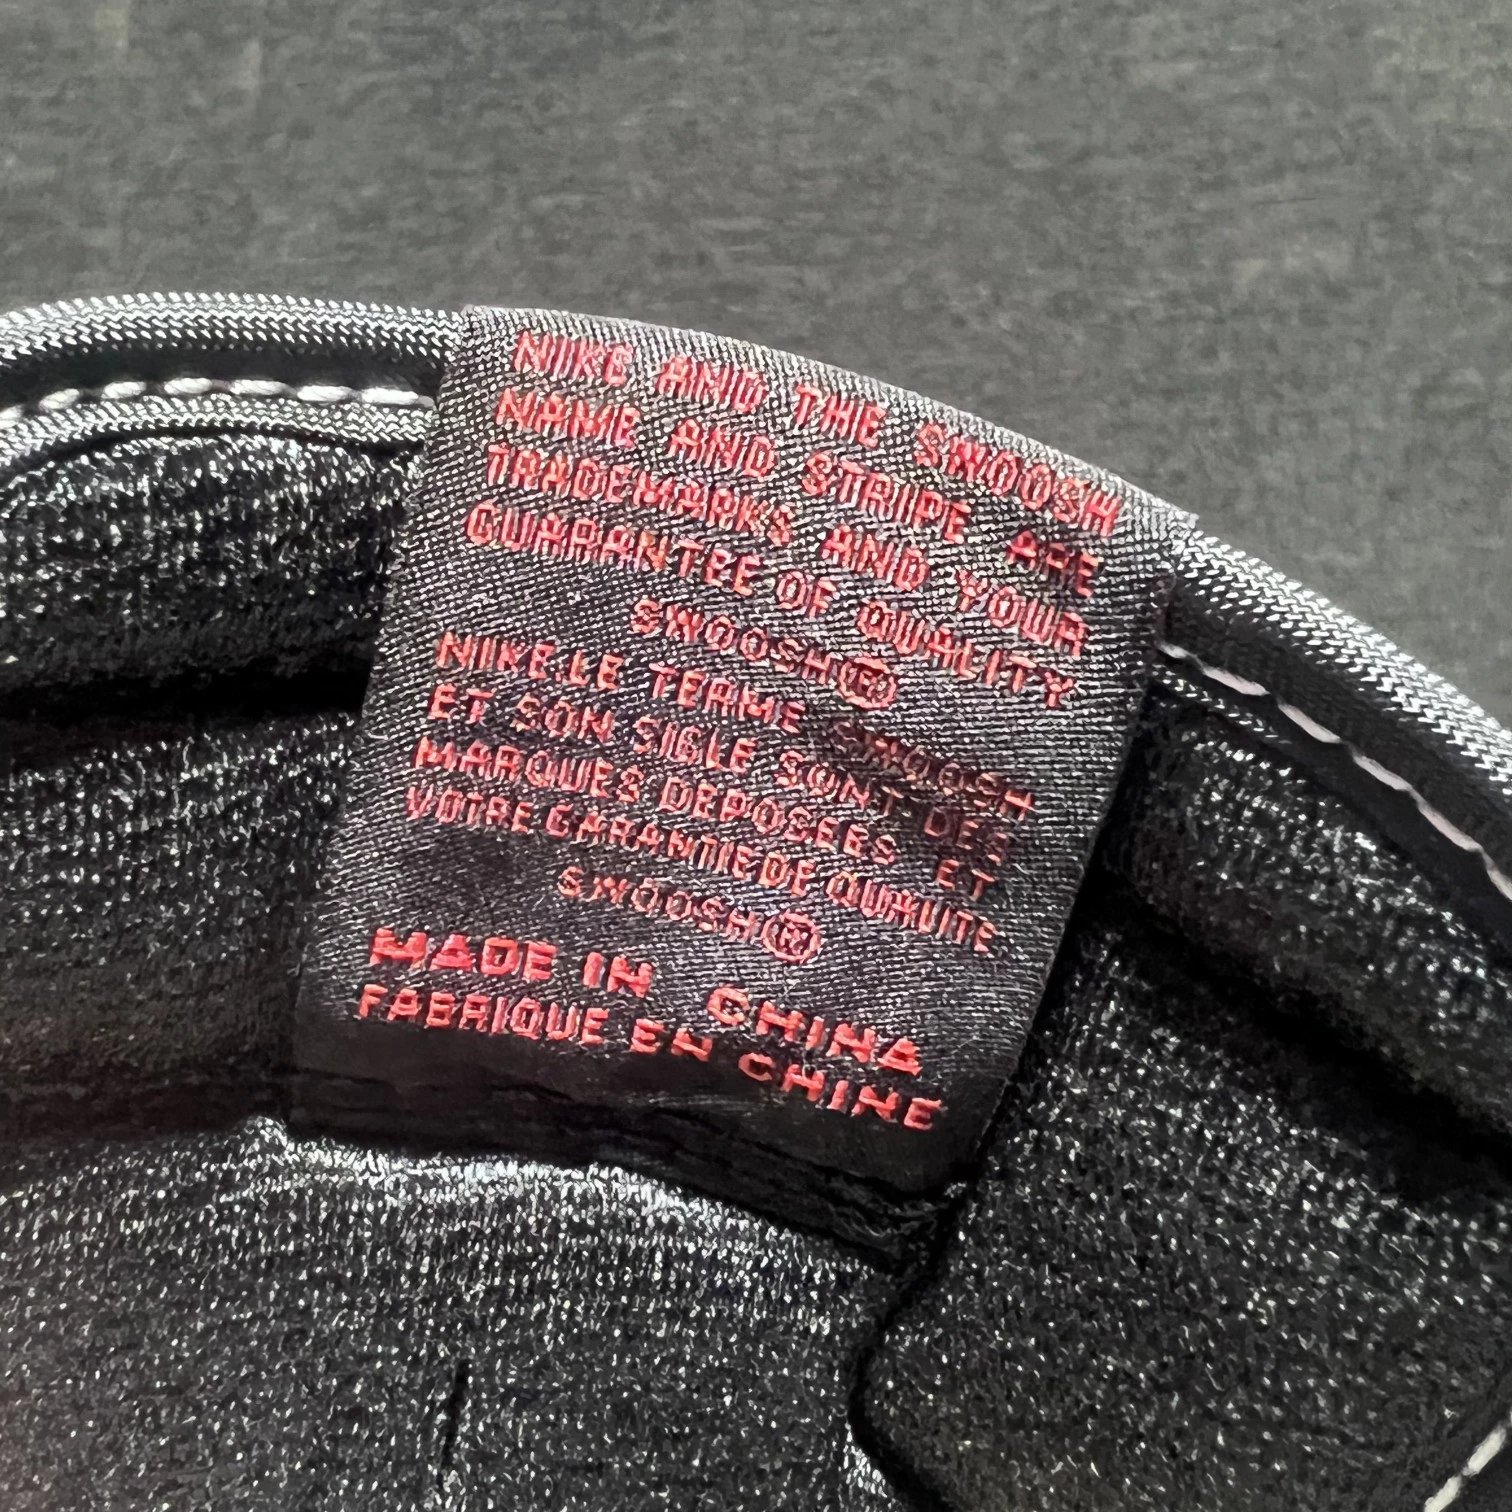 NIKE AND THE SWOOSH
NAME AND STRIPE ARE
TRADEMARKS AND YOUR
GUARANTEE OF QUALITY
SWOOSH®
NIKE LE TERME SWOOSH
ET SON SIGLE SONT DES
MARQUES DEPOSEES ET
VOTRE GARANTIE DE QUALITE
SWOOSH®
MADE IN CHINA
FABRIQUE EN CHINE